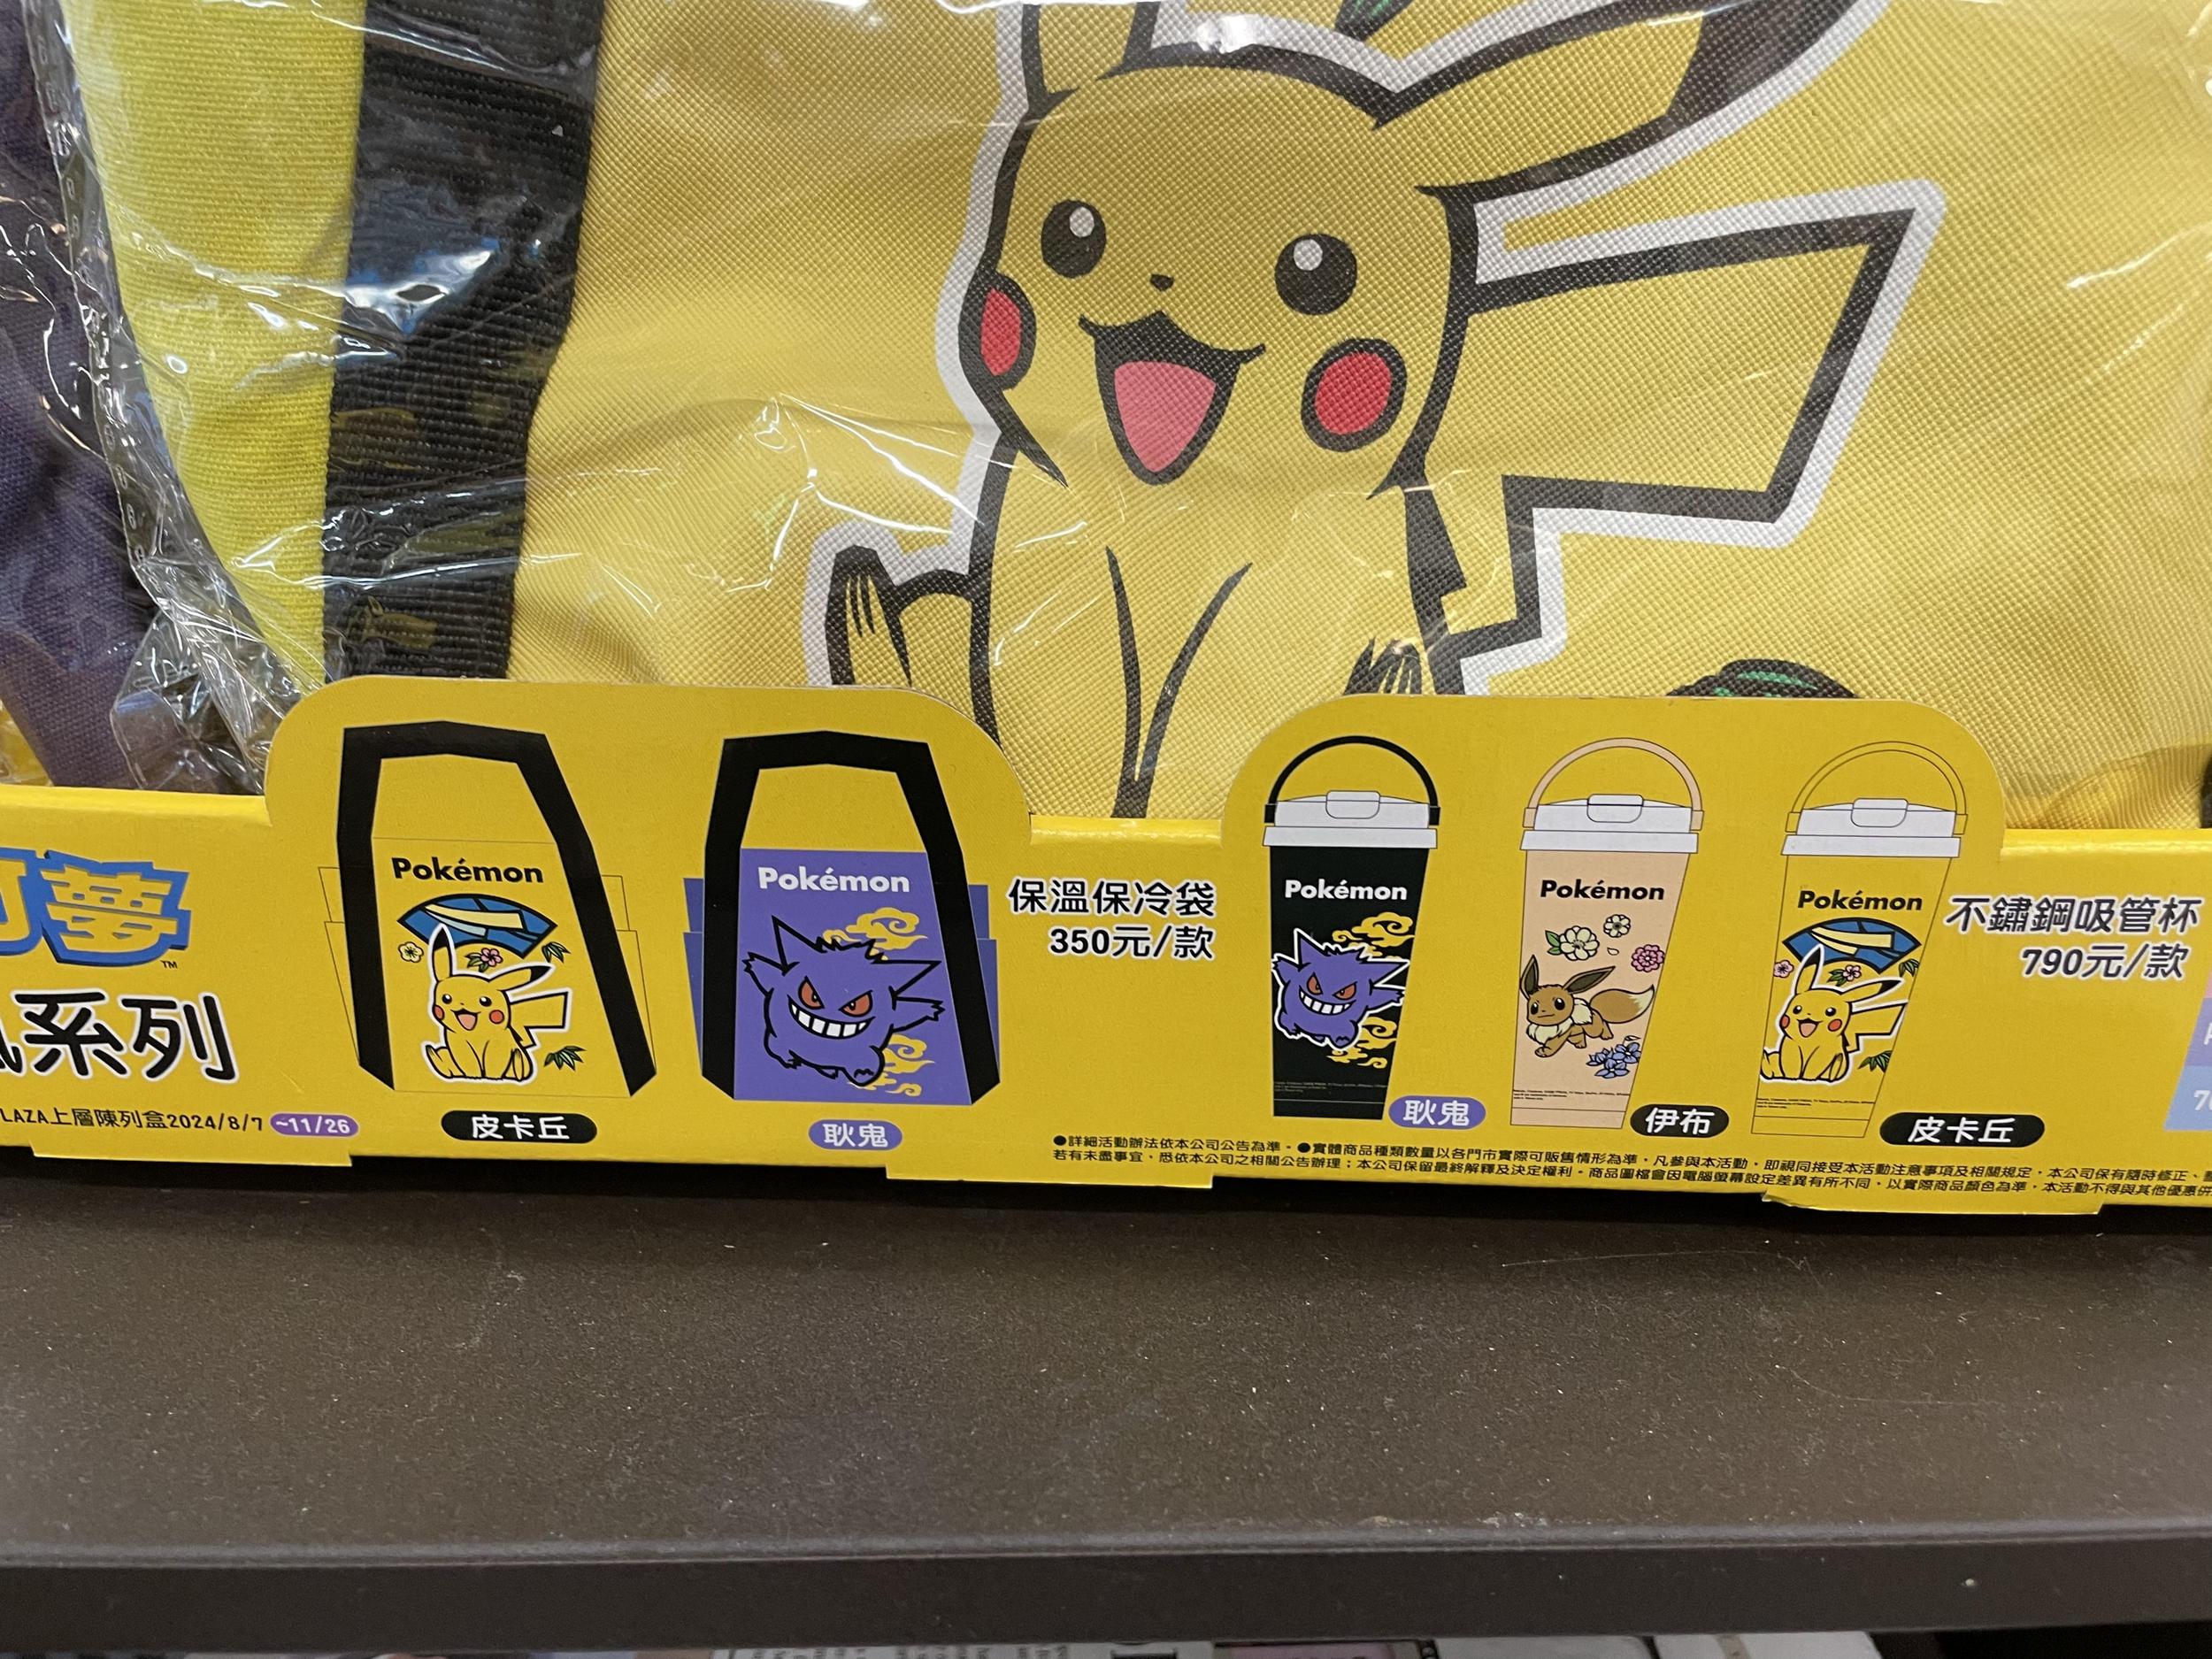 夢™
系列
LAZA上層陳列盒2024/8/7 ~11/26
Pokémon
皮卡丘
Pokémon
耿鬼
保溫保冷袋
350元/款
Pokémon
耿鬼
Pokémon
伊布
Pokémon
皮卡丘
不鏽鋼吸管杯
790元/款
●詳細活動辦法依本公司公告為準。●實體商品種類數量以各門市實際可販售情形為準。凡參與本活動，即視同接受本活動注意事項及相關規定，本公司保有隨時修正、
若有未盡事宜，悉依本公司之相關公告辦理；本公司保留最終解釋及決定權利。商品圖檔會因電腦螢幕設定差異有所不同，以實際商品顏色為準，本活動不得與其他優惠併